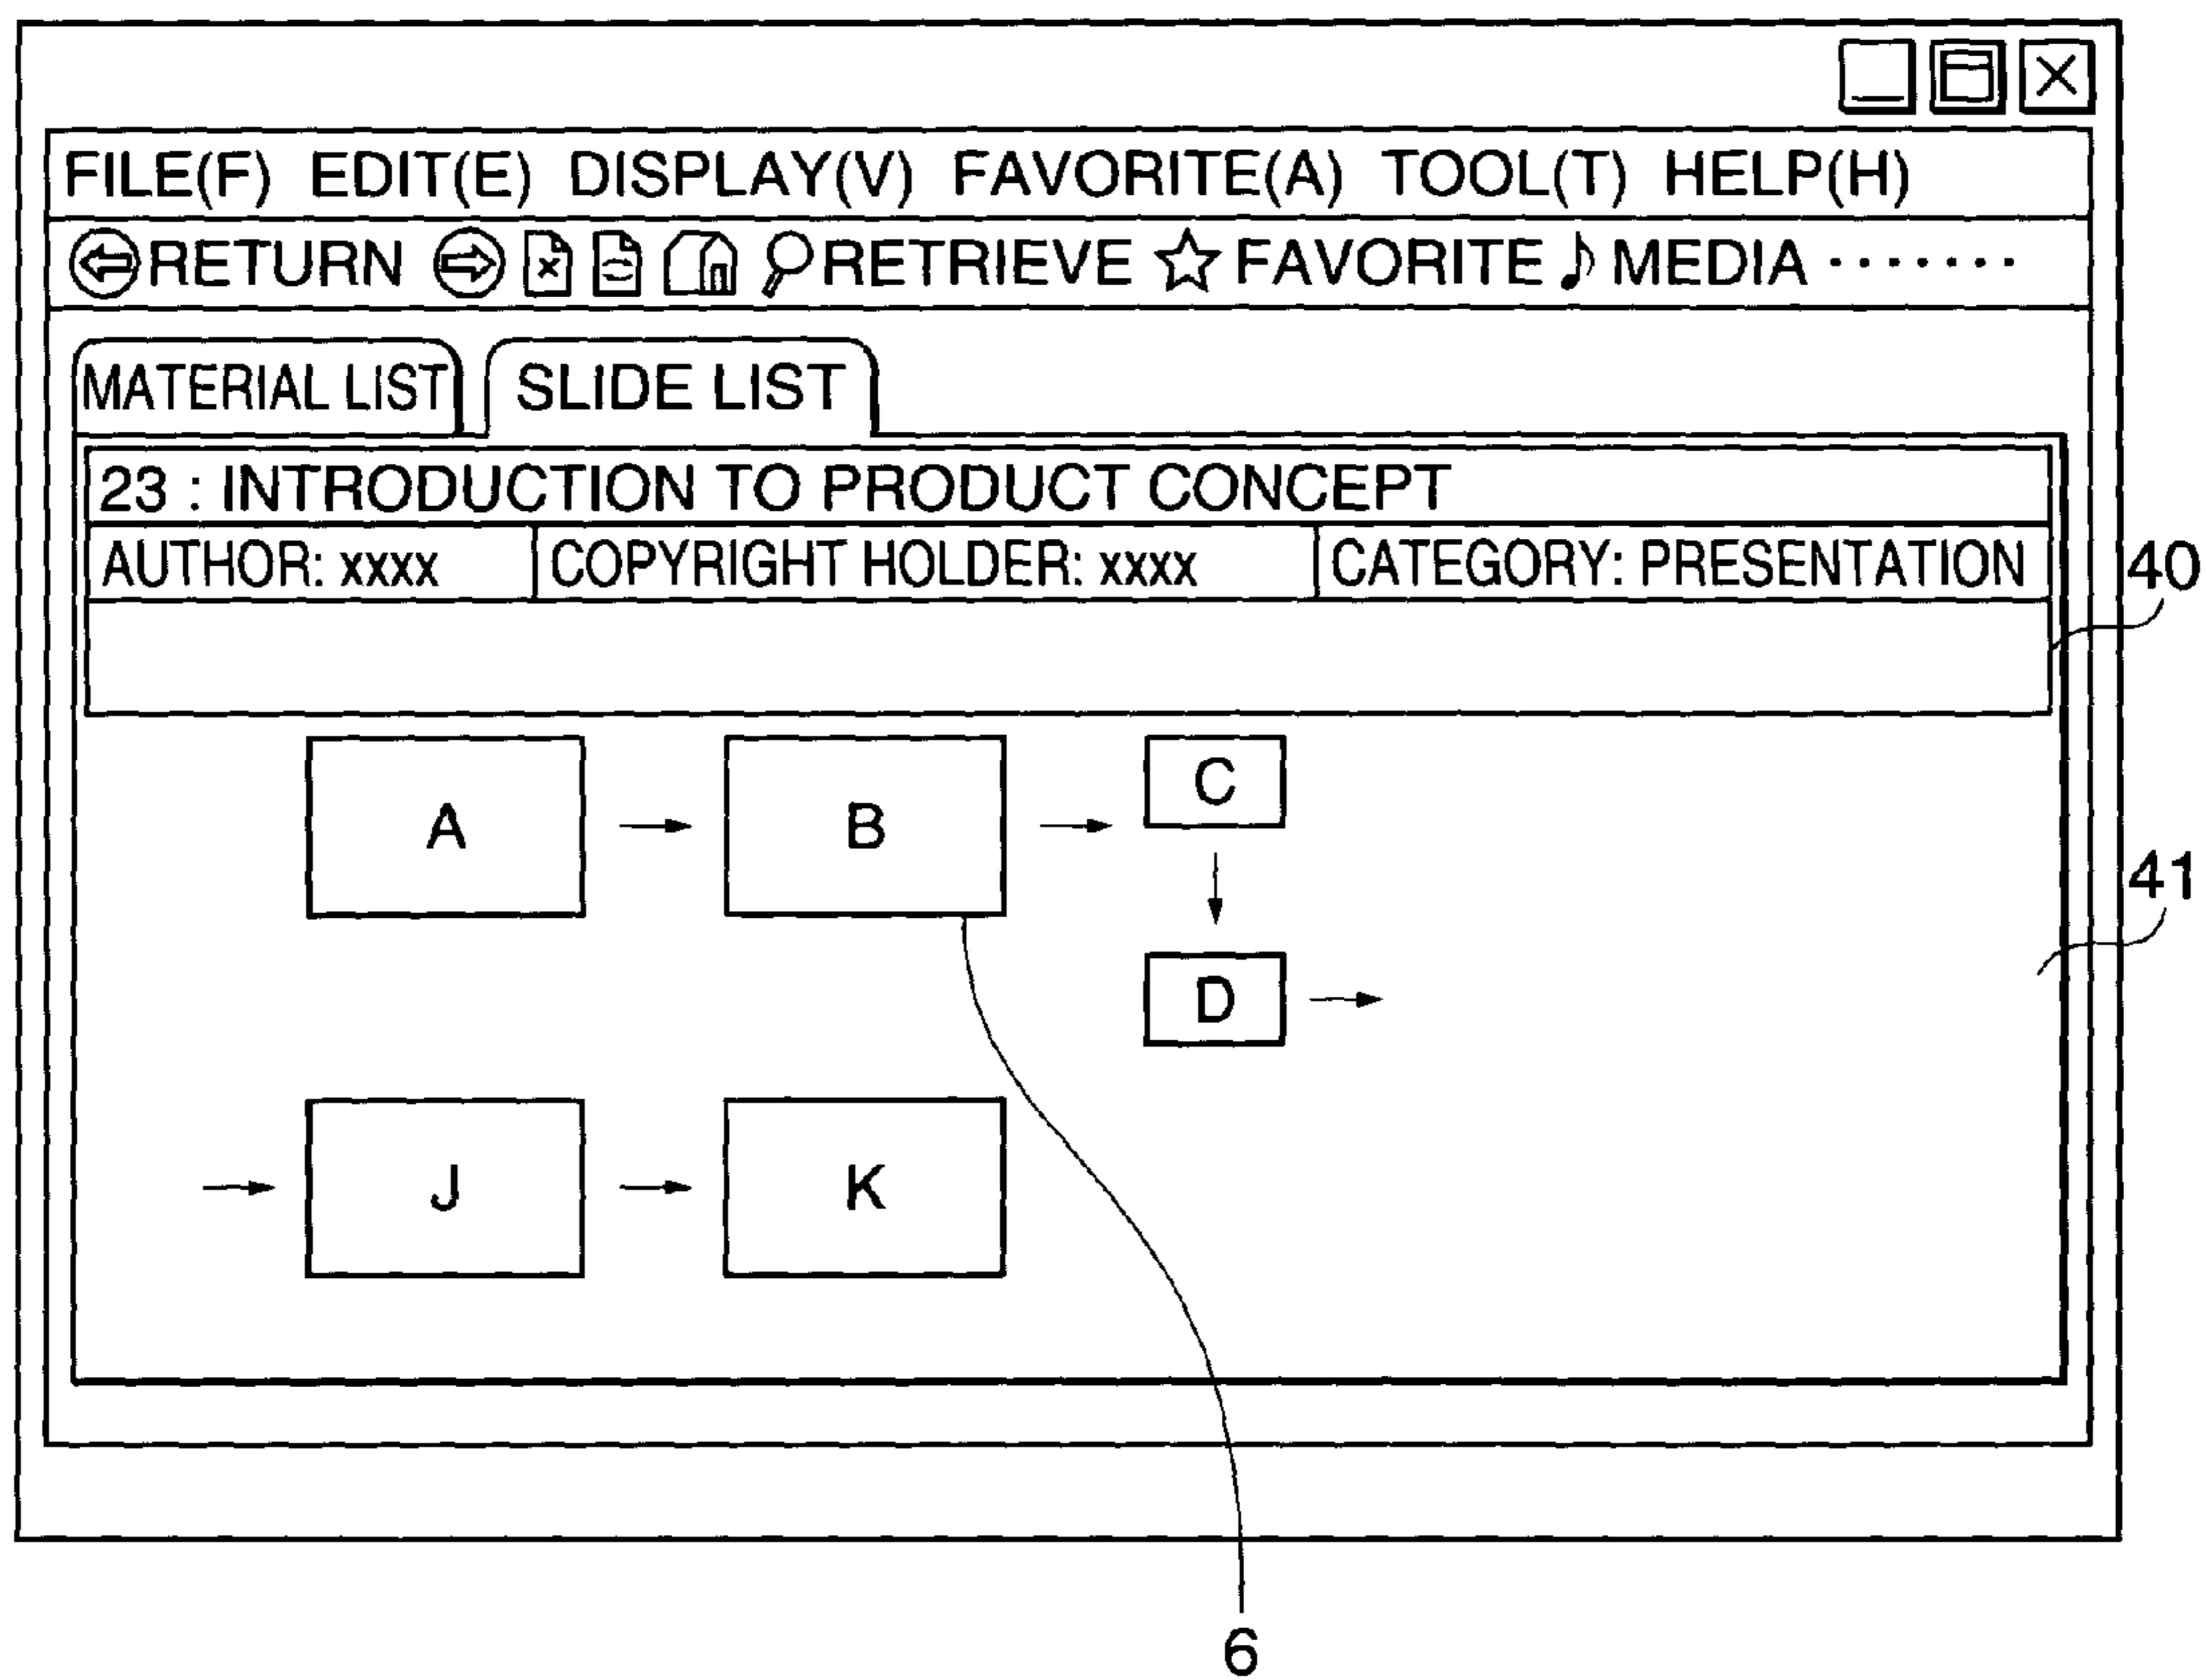 FILE(F) EDIT(E) DISPLAY(V) FAVORITE(A) TOOL(T) HELP(H)
RETURN RETRIEVE FAVORITE MEDIA ·······
MATERIAL LIST SLIDE LIST
23 : INTRODUCTION TO PRODUCT CONCEPT
AUTHOR: xxxx COPYRIGHT HOLDER: xxxx CATEGORY: PRESENTATION
40
A B C
41
D
J K
6